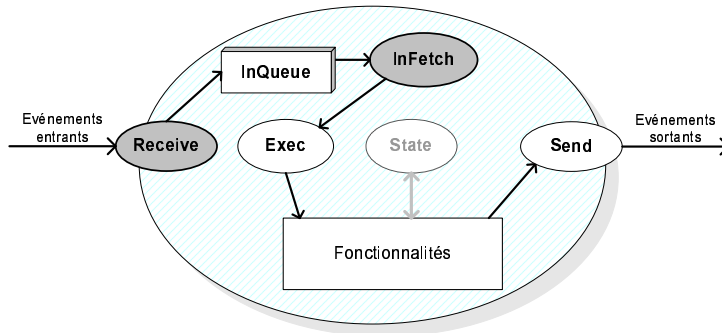 InQueue
InFetch
Evénements
entrants
Receive
Exec
State
Send
Evénements
sortants
Fonctionnalités